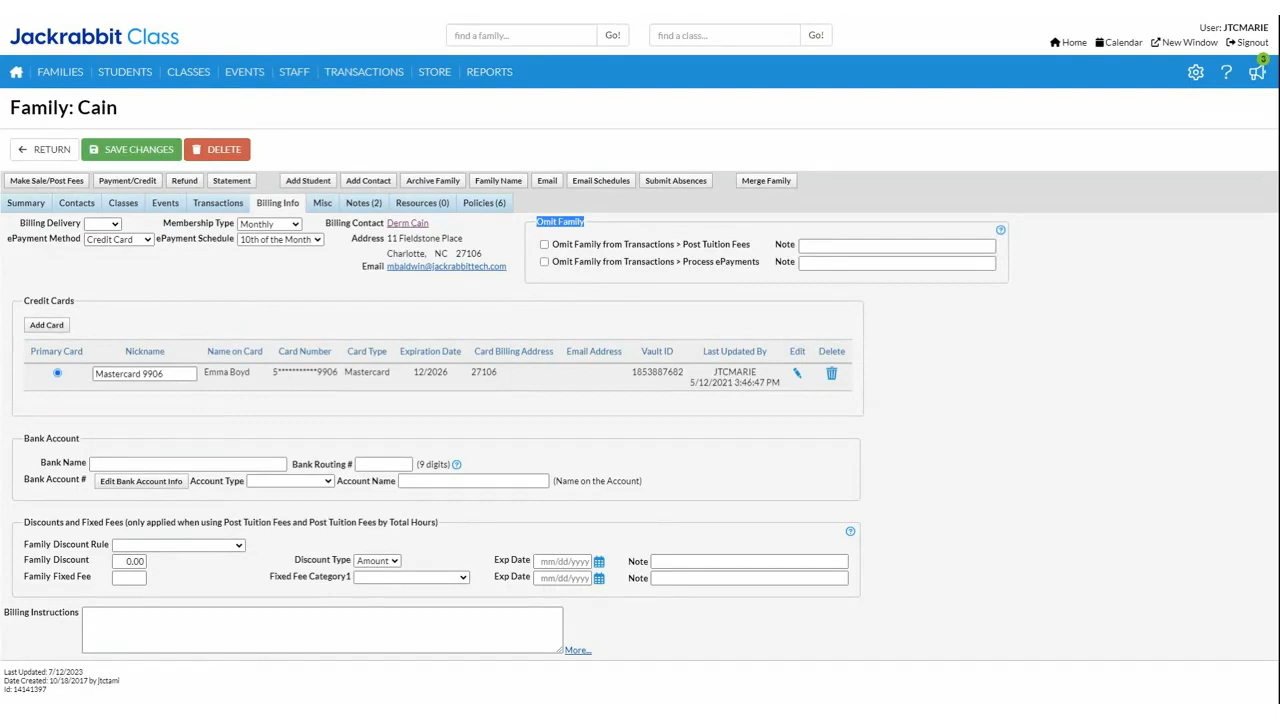 Jackrabbit Class
find a family... Go! find a class... Go!
User: JTCMARIE
Home Calendar New Window Signout
FAMILIES STUDENTS CLASSES EVENTS STAFF TRANSACTIONS STORE REPORTS ? 3
Family: Cain
RETURN SAVE CHANGES DELETE
Make Sale/Post Fees Payment/Credit Refund Statement Add Student Add Contact Archive Family Family Name Email Email Schedules Submit Absences Merge Family
Summary Contacts Classes Events Transactions Billing Info Misc Notes (2) Resources (0) Policies (6)
Billing Delivery Membership Type Monthly Billing Contact Derm Cain
ePayment Method Credit Card ePayment Schedule 10th of the Month Address 11 Fieldstone Place
Charlotte, NC 27106
Email mbaldwin@jackrabbittech.com
Omit Family
Omit Family from Transactions > Post Tuition Fees Note
Omit Family from Transactions > Process ePayments Note
Credit Cards
Add Card
Primary Card Nickname Name on Card Card Number Card Type Expiration Date Card Billing Address Email Address Vault ID Last Updated By Edit Delete
Mastercard 9906 Emma Boyd 5***********9906 Mastercard 12/2026 27106 1853887682 JTCMARIE
5/12/2021 3:46:47 PM
Bank Account
Bank Name Bank Routing # (9 digits) ?
Bank Account # Edit Bank Account Info Account Type Account Name (Name on the Account)
Discounts and Fixed Fees (only applied when using Post Tuition Fees and Post Tuition Fees by Total Hours)
Family Discount Rule
Family Discount 0.00 Discount Type Amount Exp Date mm/dd/yyyy Note
Family Fixed Fee Fixed Fee Category1 Exp Date mm/dd/yyyy Note
Billing Instructions
More...
Last Updated: 7/12/2023
Date Created: 10/18/2017 by jtctami
Id: 14141397